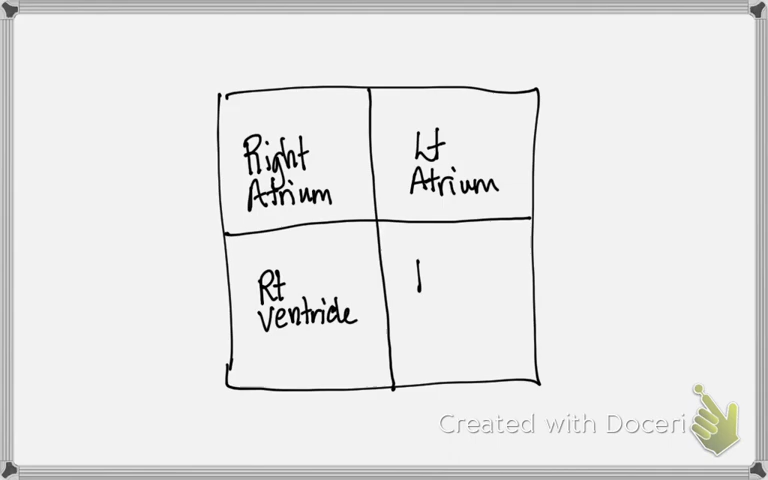 Right
Atrium
Lt
Atrium
Rt
Ventricle
Created with Doceri